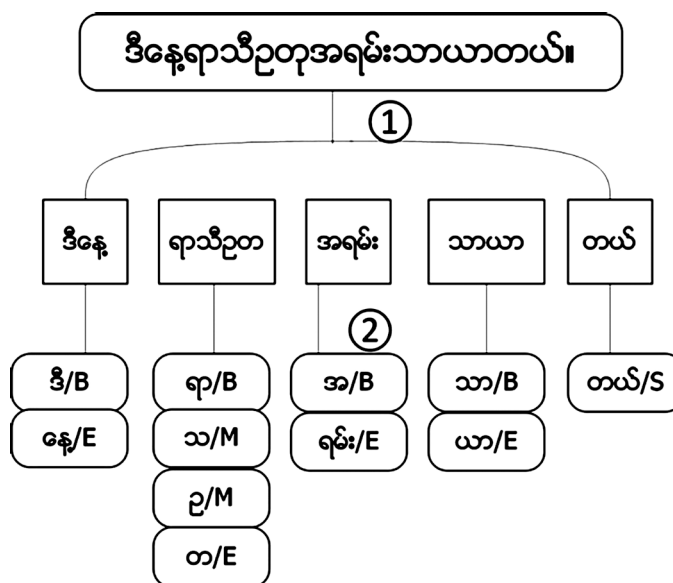 ဒီနေ့ရာသီဥတုအရမ်းသာယာတယ်။
①
ဒီနေ့ ရာသီဥတ အရမ်း သာယာ တယ်
②
ဒီ/B ရာ/B အ/B သာ/B တယ်/S
နေ့/E သ/M ရမ်း/E ယာ/E
ဥ/M
တ/E